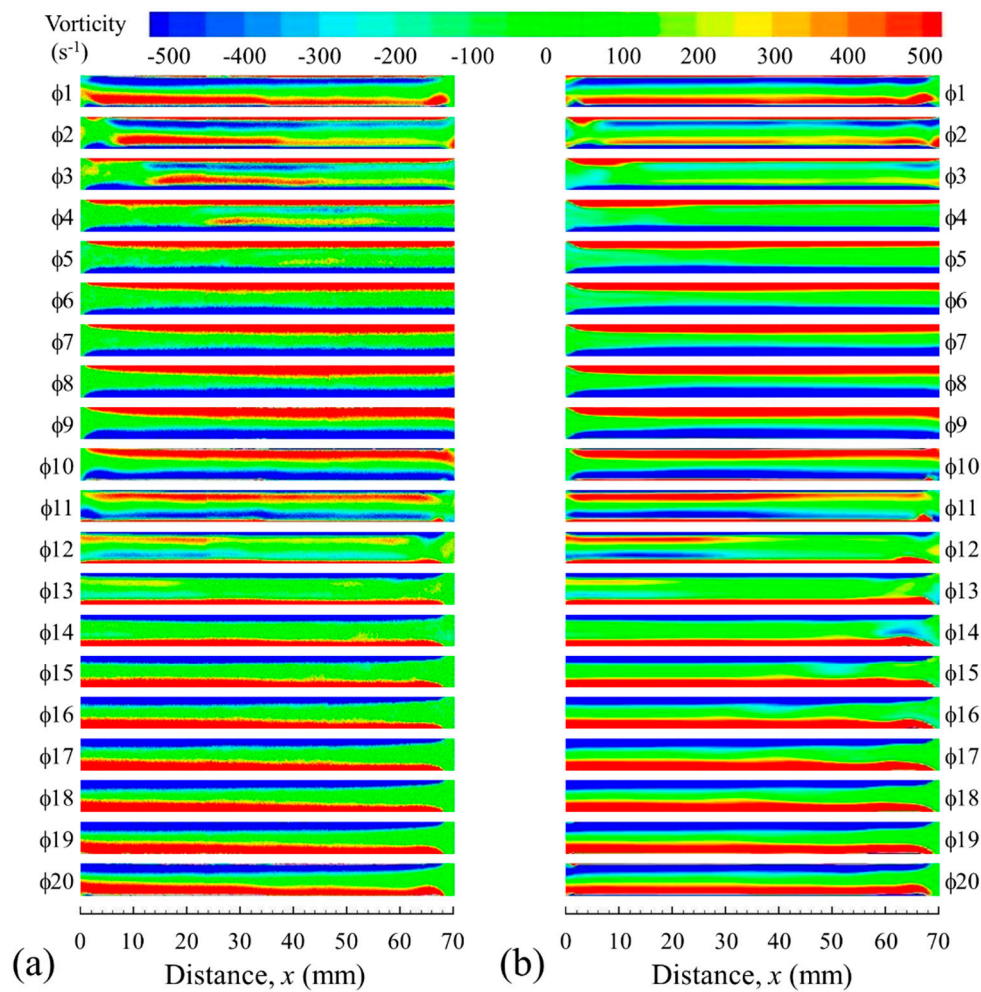 Vorticity
(s⁻¹)
-500 -400 -300 -200 -100 0 100 200 300 400 500
ϕ1 ϕ1
ϕ2 ϕ2
ϕ3 ϕ3
ϕ4 ϕ4
ϕ5 ϕ5
ϕ6 ϕ6
ϕ7 ϕ7
ϕ8 ϕ8
ϕ9 ϕ9
ϕ10 ϕ10
ϕ11 ϕ11
ϕ12 ϕ12
ϕ13 ϕ13
ϕ14 ϕ14
ϕ15 ϕ15
ϕ16 ϕ16
ϕ17 ϕ17
ϕ18 ϕ18
ϕ19 ϕ19
ϕ20 ϕ20
0 10 20 30 40 50 60 70 0 10 20 30 40 50 60 70
(a) Distance, x (mm) (b) Distance, x (mm)